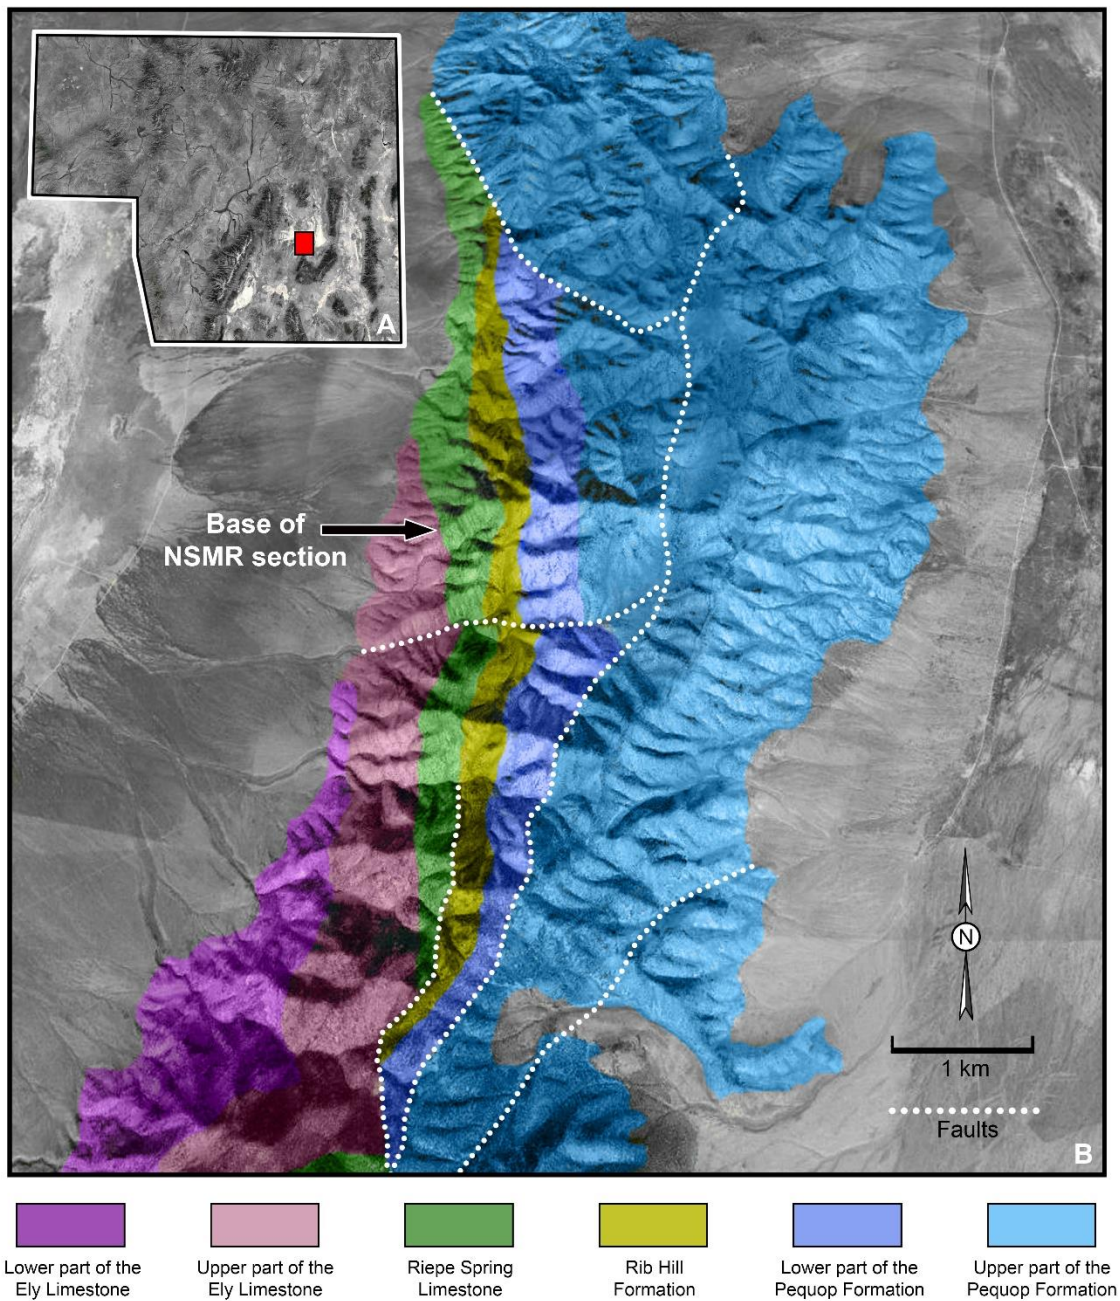 A
Base of
NSMR section
N
1 km
Faults
B
Lower part of the
Ely Limestone
Upper part of the
Ely Limestone
Riepe Spring
Limestone
Rib Hill
Formation
Lower part of the
Pequop Formation
Upper part of the
Pequop Formation